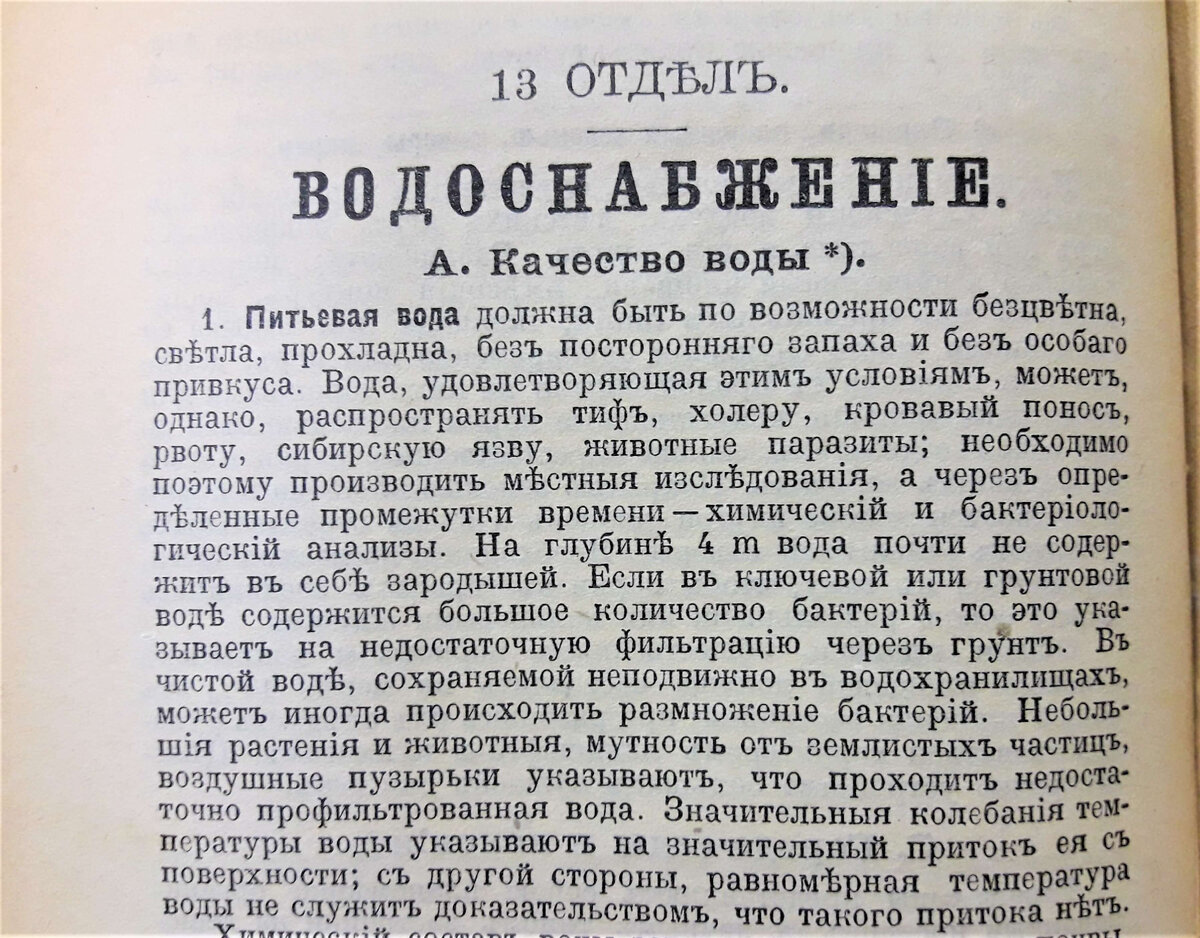 13 ОТДѢЛЪ.
ВОДОСНАБЖЕНІЕ.
А. Качество воды *).
1. Питьевая вода должна быть по возможности безцвѣтна,
свѣтла, прохладна, безъ посторонняго запаха и безъ особаго
привкуса. Вода, удовлетворяющая этимъ условіямъ, можетъ,
однако, распространять тифъ, холеру, кровавый поносъ,
рвоту, сибирскую язву, животные паразиты; необходимо
поэтому производить мѣстныя изслѣдованія, а черезъ опре-
дѣленные промежутки времени — химическій и бактеріоло-
гическій анализы. На глубинѣ 4 m вода почти не содер-
житъ въ себѣ зародышей. Если въ ключевой или грунтовой
водѣ содержится большое количество бактерій, то это ука-
зываетъ на недостаточную фильтрацію черезъ грунтъ. Въ
чистой водѣ, сохраняемой неподвижно въ водохранилищахъ,
можетъ иногда происходить размноженіе бактерій. Неболь-
шія растенія и животныя, мутность отъ землистыхъ частицъ,
воздушные пузырьки указываютъ, что проходитъ недоста-
точно профильтрованная вода. Значительныя колебанія тем-
пературы воды указываютъ на значительный притокъ ея съ
поверхности; съ другой стороны, равномѣрная температура
воды не служитъ доказательствомъ, что такого притока нѣтъ.
Химическій составъ воды